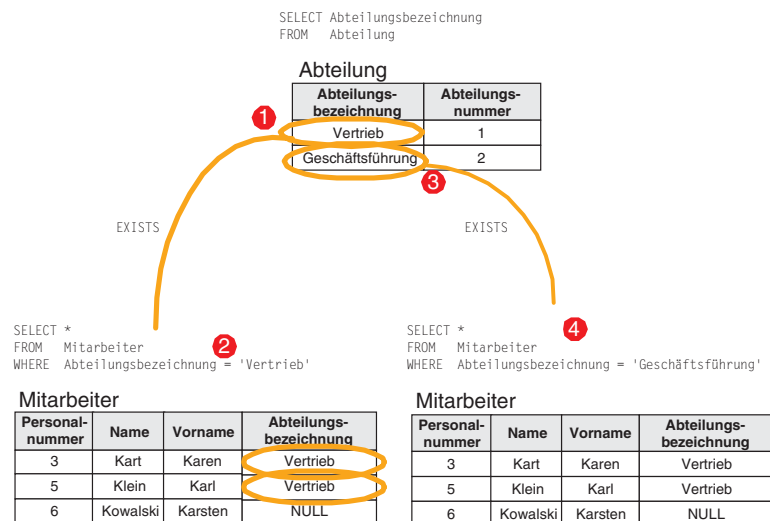 SELECT Abteilungsbezeichnung
FROM Abteilung
Abteilung
Abteilungs-
bezeichnung
Abteilungs-
nummer
1
Vertrieb 1
Geschäftsführung 2
3
EXISTS
EXISTS
SELECT *
FROM Mitarbeiter
WHERE Abteilungsbezeichnung = 'Vertrieb'
2
Mitarbeiter
Personal-
nummer
Name
Vorname
Abteilungs-
bezeichnung
3 Kart Karen Vertrieb
5 Klein Karl Vertrieb
6 Kowalski Karsten NULL
4
SELECT *
FROM Mitarbeiter
WHERE Abteilungsbezeichnung = 'Geschäftsführung'
Mitarbeiter
Personal-
nummer
Name
Vorname
Abteilungs-
bezeichnung
3 Kart Karen Vertrieb
5 Klein Karl Vertrieb
6 Kowalski Karsten NULL